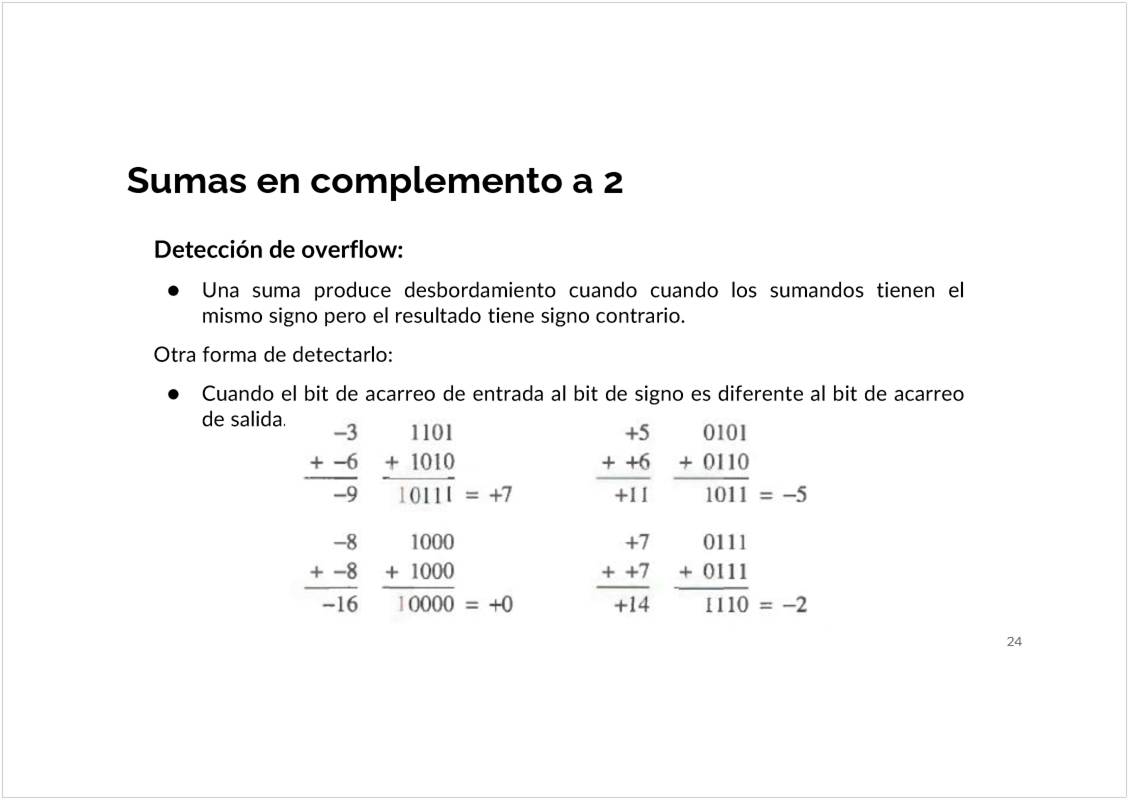 Sumas en complemento a 2
Detección de overflow:
● Una suma produce desbordamiento cuando cuando los sumandos tienen el
mismo signo pero el resultado tiene signo contrario.
Otra forma de detectarlo:
● Cuando el bit de acarreo de entrada al bit de signo es diferente al bit de acarreo
de salida.
−3 1101 +5 0101
+ −6 + 1010 + +6 + 0110
−9 10111 = +7 +11 1011 = −5
−8 1000 +7 0111
+ −8 + 1000 + +7 + 0111
−16 10000 = +0 +14 1110 = −2
24